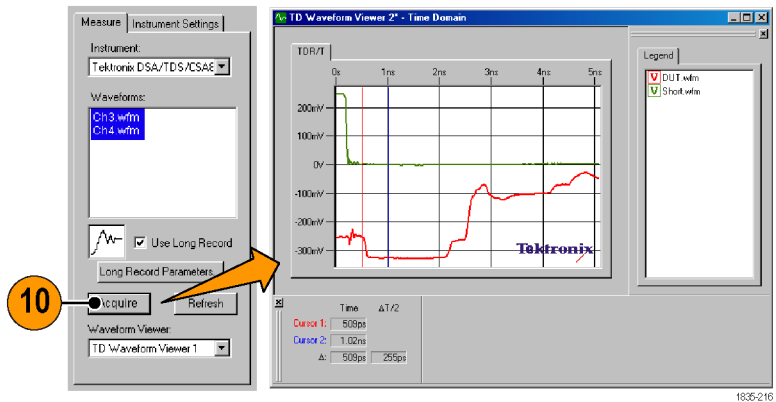 Measure Instrument Settings
Instrument:
Tektronix DSA/TDS/CSA8
Waveforms:
Ch3.wfm
Ch4.wfm
Use Long Record
Long Record Parameters...
10
Acquire Refresh
Waveform Viewer:
TD Waveform Viewer 1
TD Waveform Viewer 2* - Time Domain
TDR/T
0s 1ns 2ns 3ns 4ns 5ns
200mV
100mV
0V
-100mV
-200mV
-300mV
Tektronix
Legend
V DUT.wfm
V Short.wfm
Time ΔT/2
Cursor 1: 509ps
Cursor 2: 1.02ns
Δ: 509ps 255ps
1835-216